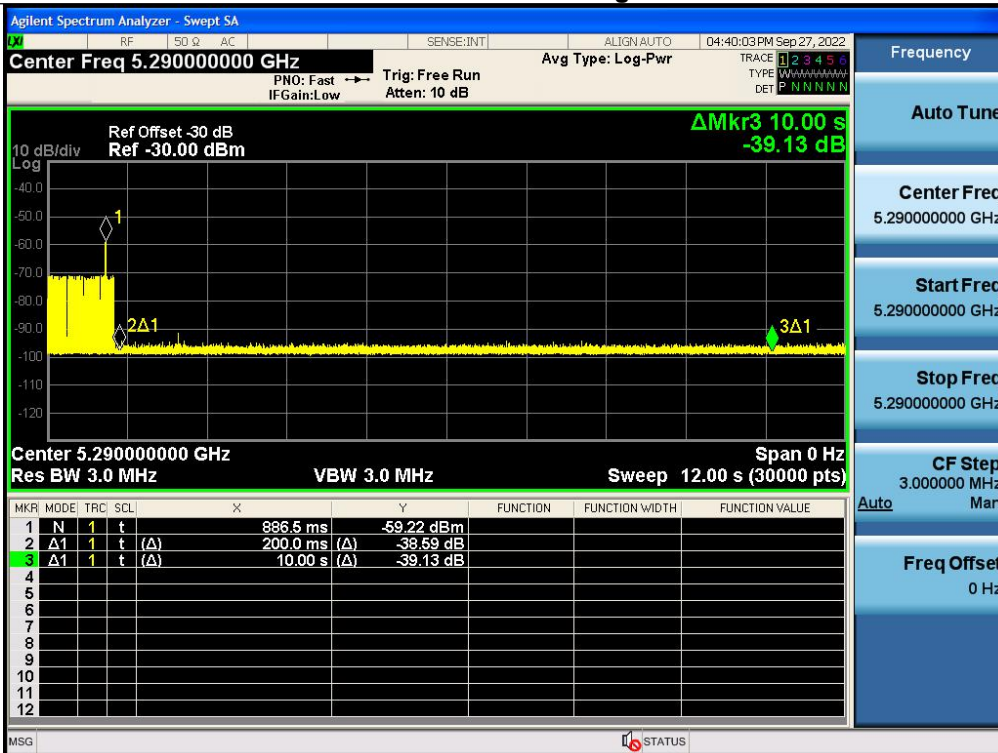 Agilent Spectrum Analyzer - Swept SA
LXI RF 50 Ω AC SENSE:INT ALIGN AUTO 04:40:03 PM Sep 27, 2022
Center Freq 5.290000000 GHz
PNO: Fast
IFGain:Low
Trig: Free Run
Atten: 10 dB
Avg Type: Log-Pwr
TRACE 1 2 3 4 5 6
TYPE WWWWWW
DET P N N N N N
Ref Offset -30 dB
Ref -30.00 dBm
10 dB/div
Log
ΔMkr3 10.00 s
-39.13 dB
-40.0
-50.0
-60.0
-70.0
-80.0
-90.0
-100
-110
-120
1
2Δ1
3Δ1
Center 5.290000000 GHz Span 0 Hz
Res BW 3.0 MHz VBW 3.0 MHz Sweep 12.00 s (30000 pts)
MKR MODE TRC SCL X Y FUNCTION FUNCTION WIDTH FUNCTION VALUE
1 N 1 t 886.5 ms -59.22 dBm
2 Δ1 1 t (Δ) 200.0 ms (Δ) -38.59 dB
3 Δ1 1 t (Δ) 10.00 s (Δ) -39.13 dB
4
5
6
7
8
9
10
11
12
MSG STATUS
Frequency
Auto Tune
Center Freq
5.290000000 GHz
Start Freq
5.290000000 GHz
Stop Freq
5.290000000 GHz
CF Step
3.000000 MHz
Auto Man
Freq Offset
0 Hz